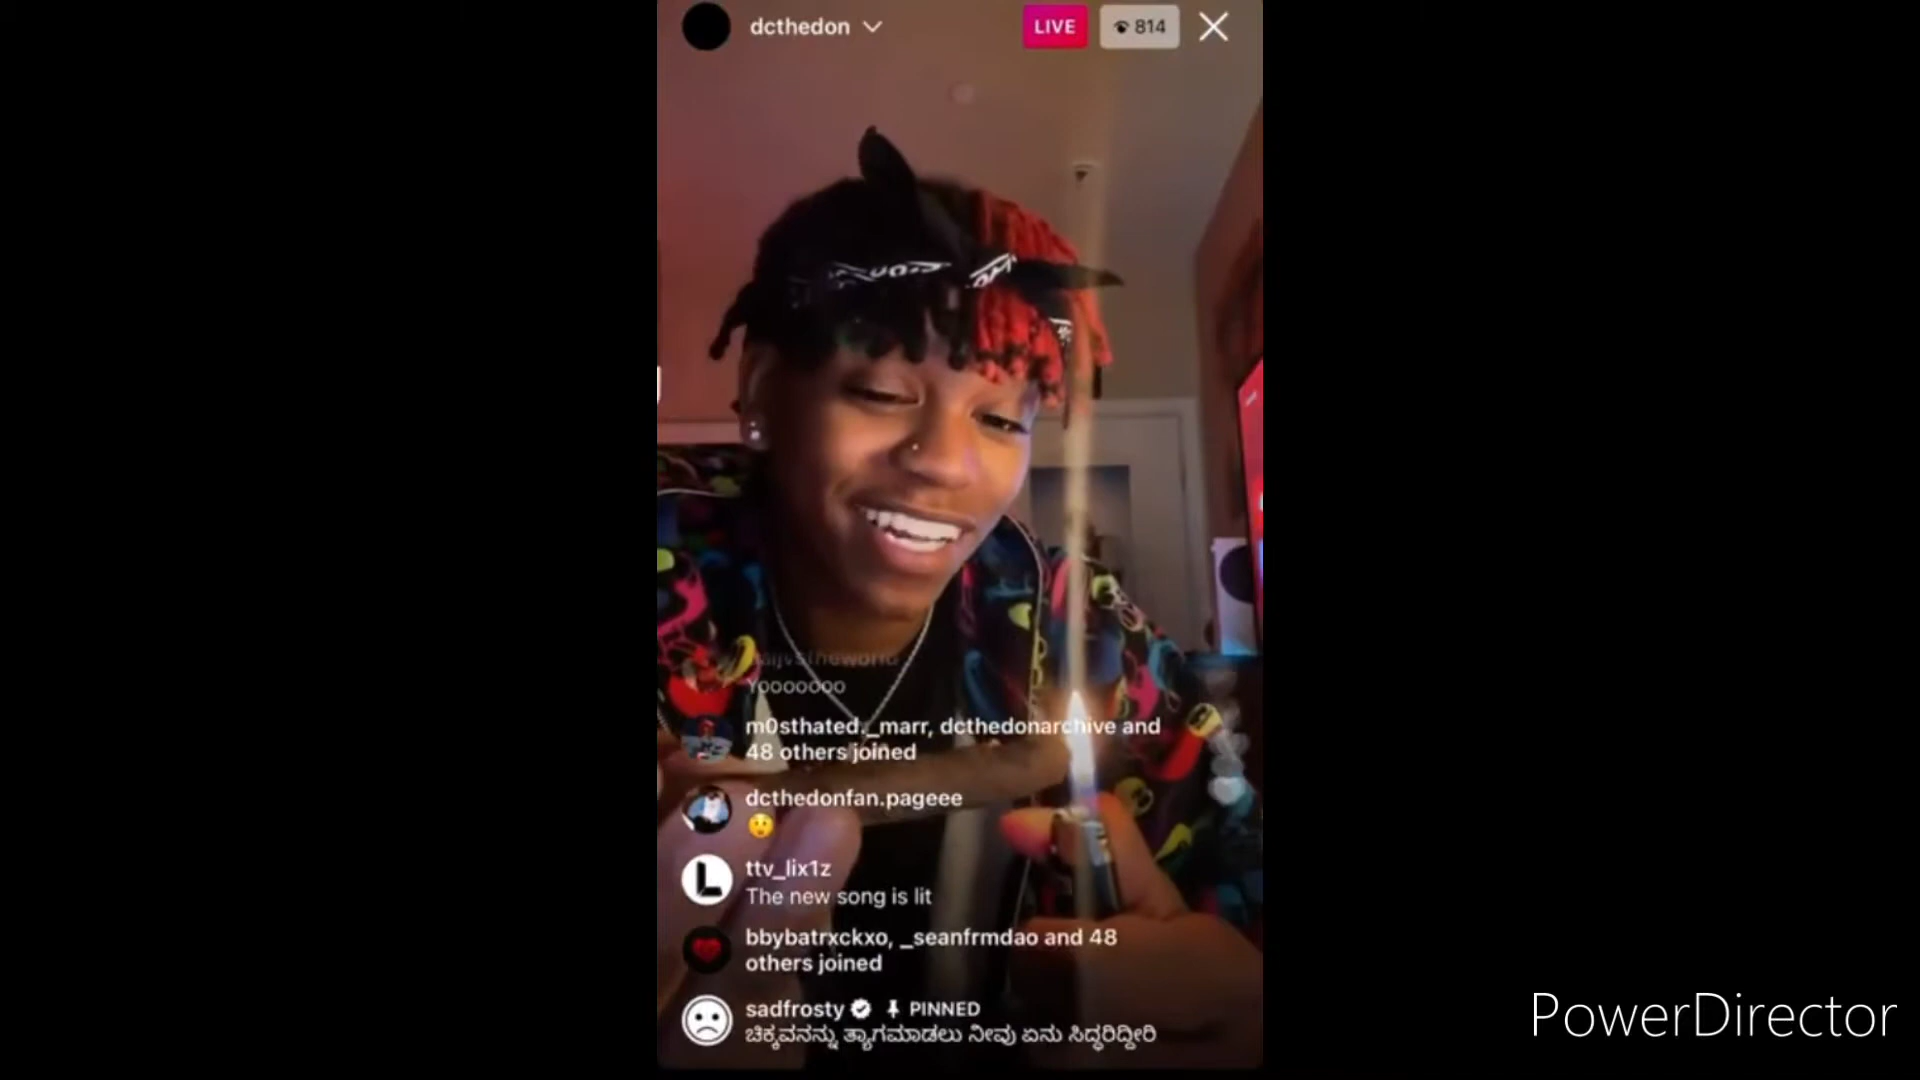 dcthedon
LIVE
814
Yooooooo
m0sthated._marr, dcthedonarchive and
48 others joined
dcthedonfan.pageee
😲
ttv_lix1z
The new song is lit
bbybatrxckxo, _seanfrmdao and 48
others joined
sadfrosty PINNED
ಚಿಕ್ಕವನನ್ನು ತ್ಯಾಗಮಾಡಲು ನೀವು ಏನು ಸಿದ್ಧರಿದ್ದೀರಿ
PowerDirector